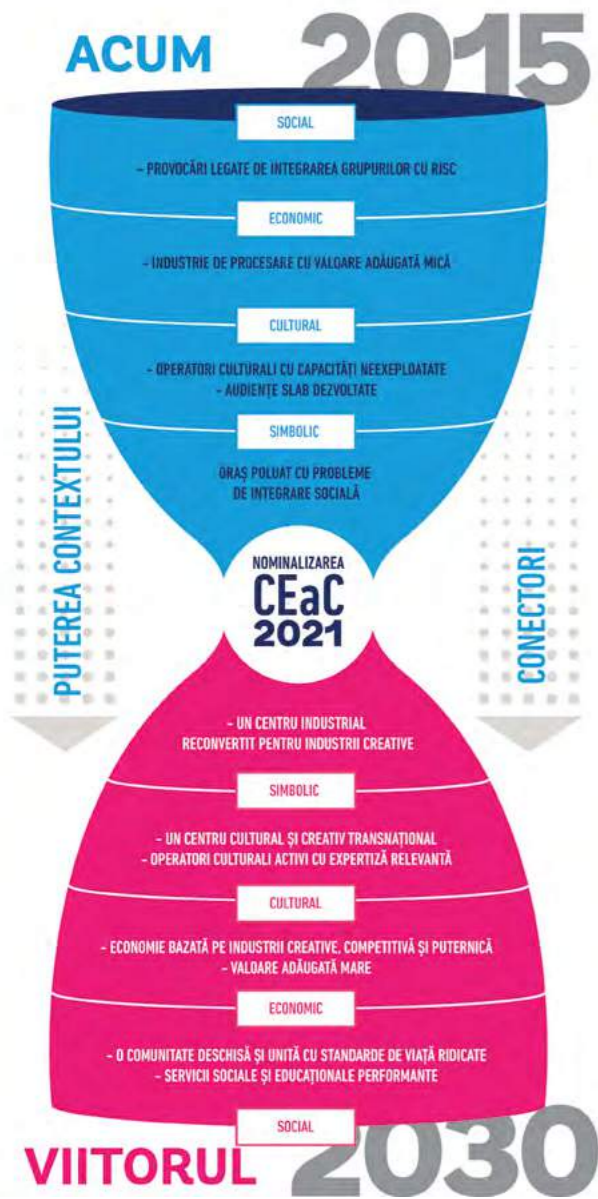 ACUM 2015
SOCIAL
- PROVOCĂRI LEGATE DE INTEGRAREA GRUPURILOR CU RISC
ECONOMIC
- INDUSTRIE DE PROCESARE CU VALOARE ADĂUGATĂ MICĂ
CULTURAL
- OPERATORI CULTURALI CU CAPACITĂȚI NEEXEPLOATATE
- AUDIENȚE SLAB DEZVOLTATE
SIMBOLIC
ORAȘ POLUAT CU PROBLEME
DE INTEGRARE SOCIALĂ
PUTEREA CONTEXTULUI
NOMINALIZAREA
CEaC
2021
CONECTORI
- UN CENTRU INDUSTRIAL
RECONVERTIT PENTRU INDUSTRII CREATIVE
SIMBOLIC
- UN CENTRU CULTURAL ȘI CREATIV TRANSNAȚIONAL
- OPERATORI CULTURALI ACTIVI CU EXPERTIZĂ RELEVANTĂ
CULTURAL
- ECONOMIE BAZATĂ PE INDUSTRII CREATIVE, COMPETITIVĂ ȘI PUTERNICĂ
- VALOARE ADĂUGATĂ MARE
ECONOMIC
- O COMUNITATE DESCHISĂ ȘI UNITĂ CU STANDARDE DE VIAȚĂ RIDICATE
- SERVICII SOCIALE ȘI EDUCAȚIONALE PERFORMANTE
SOCIAL
VIITORUL 2030